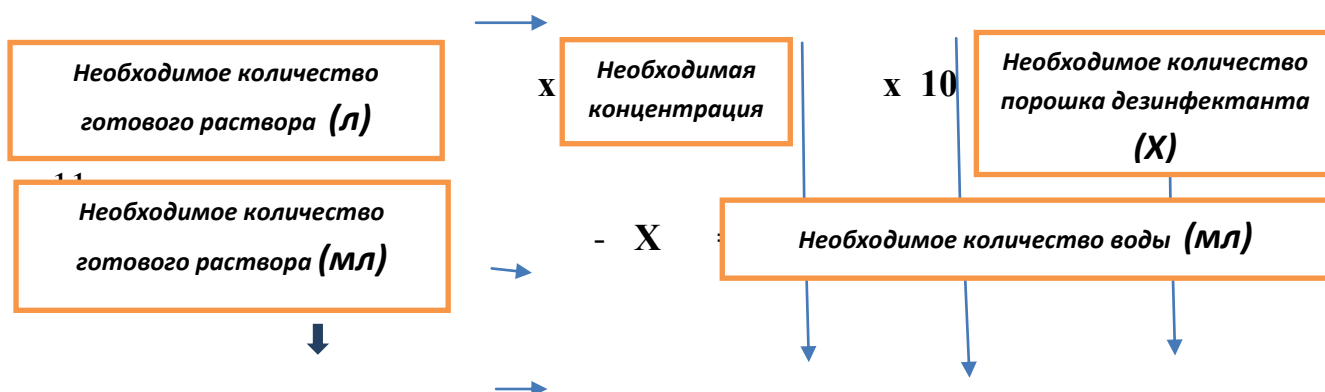 Необходимое количество
готового раствора (л)
х
Необходимая
концентрация
х 10
Необходимое количество
порошка дезинфектанта
(Х)
Необходимое количество
готового раствора (мл)
- Х
Необходимое количество воды (мл)